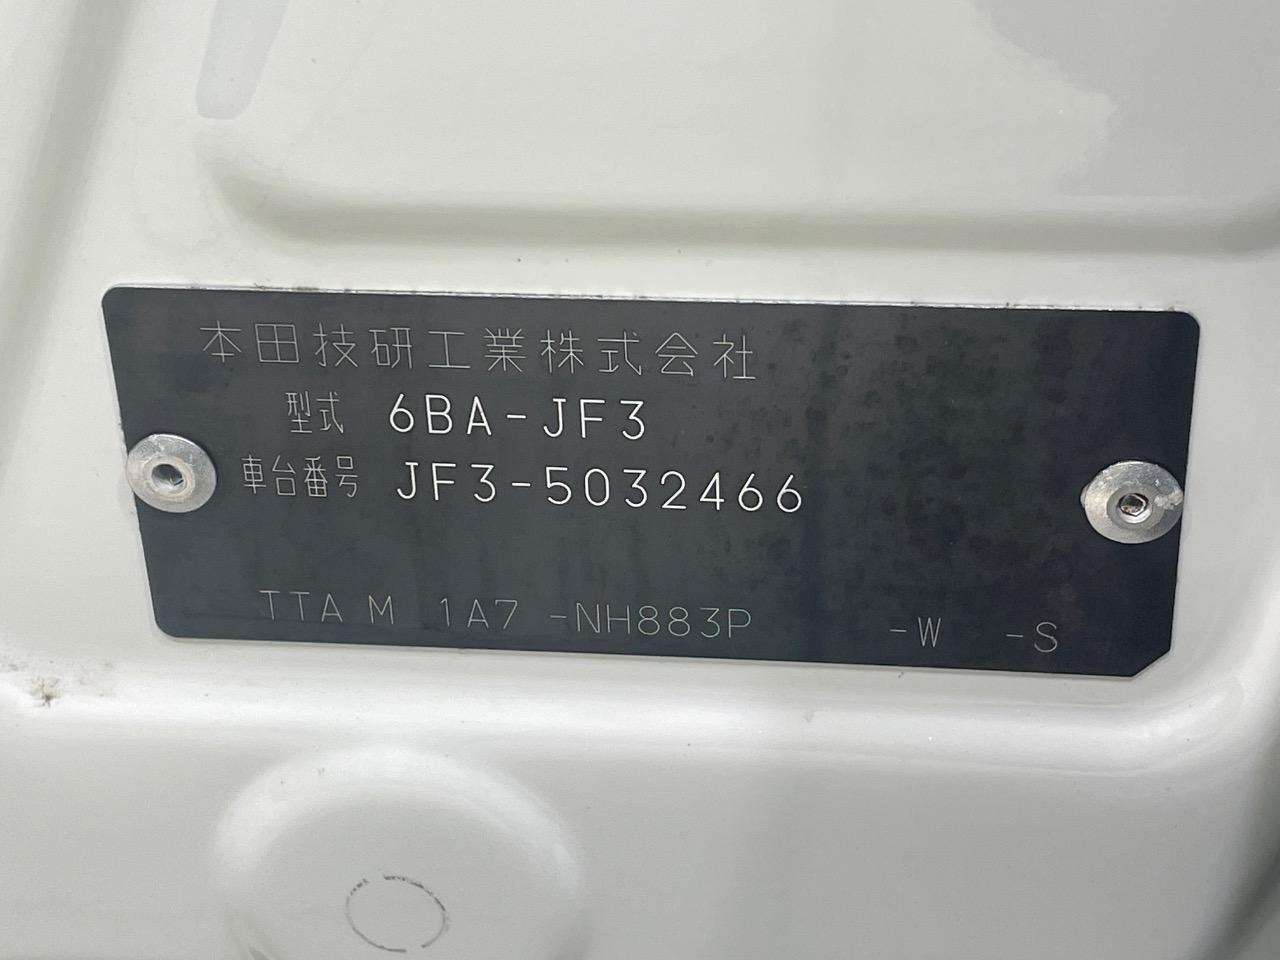 本田技研工業株式会社
型式 6BA-JF3
車台番号 JF3-5032466
TTA M 1A7 -NH883P -W -S